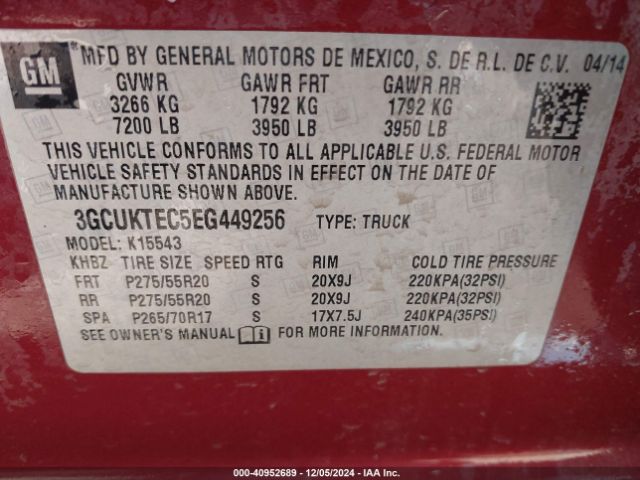 GM
MFD BY GENERAL MOTORS DE MEXICO, S. DE R.L. DE C.V. 04/14
GVWR GAWR FRT GAWR RR
3266 KG 1792 KG 1792 KG
7200 LB 3950 LB 3950 LB
THIS VEHICLE CONFORMS TO ALL APPLICABLE U.S. FEDERAL MOTOR
VEHICLE SAFETY STANDARDS IN EFFECT ON THE DATE OF
MANUFACTURE SHOWN ABOVE.
3GCUKTEC5EG449256 TYPE: TRUCK
MODEL: K15543
KHBZ TIRE SIZE SPEED RTG RIM COLD TIRE PRESSURE
FRT P275/55R20 S 20X9J 220KPA(32PSI)
RR P275/55R20 S 20X9J 220KPA(32PSI)
SPA P265/70R17 S 17X7.5J 240KPA(35PSI)
SEE OWNER'S MANUAL FOR MORE INFORMATION.
000-40952689 - 12/05/2024 - IAA Inc.